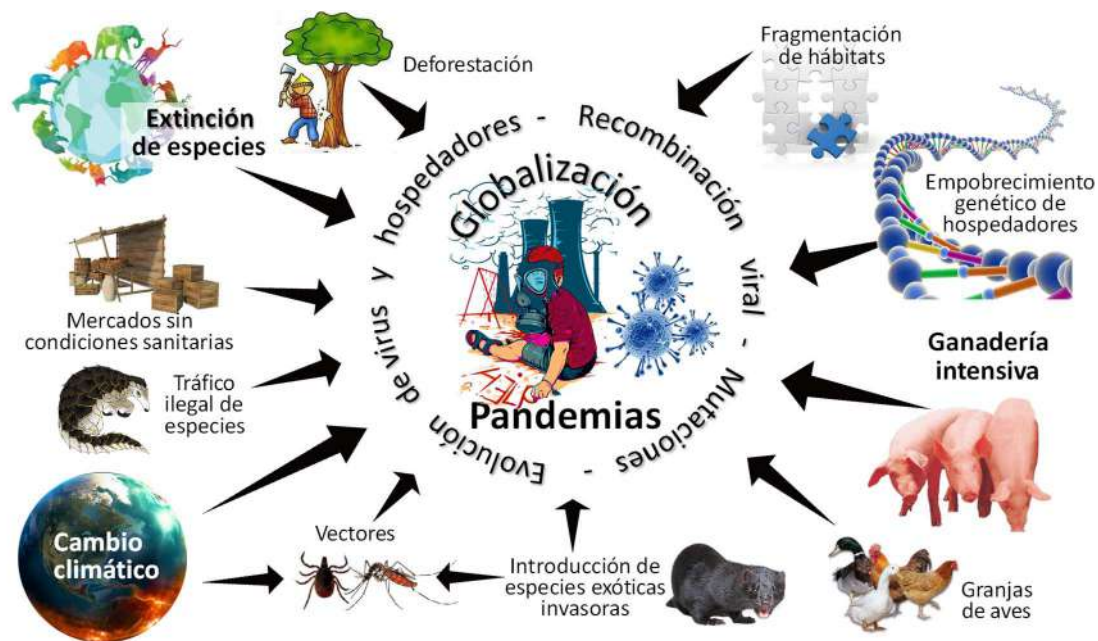 Deforestación
Fragmentación
de hábitats
Extinción
de especies
Empobrecimiento
genético de
hospedadores
Mercados sin
condiciones sanitarias
Tráfico
ilegal de
especies
Ganadería
intensiva
Cambio
climático
Vectores
Introducción de
especies exóticas
invasoras
Granjas
de aves
Evolución de virus y hospedadores - Recombinación viral - Mutaciones -
Globalización
HELP
Pandemias